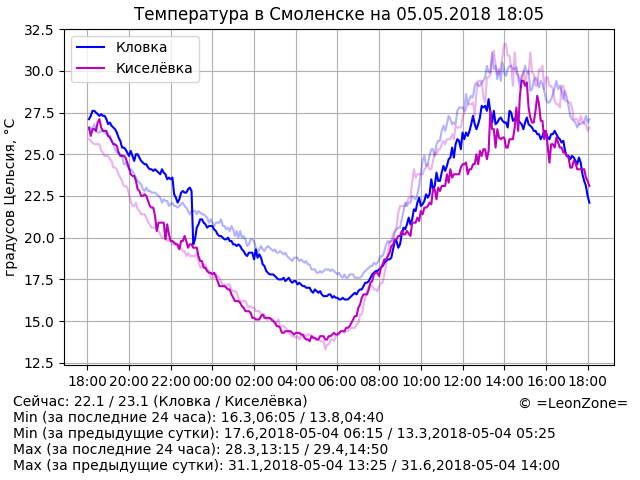 Температура в Смоленске на 05.05.2018 18:05
Кловка
Киселёвка
градусов Цельсия, °C
32.5
30.0
27.5
25.0
22.5
20.0
17.5
15.0
12.5
18:00 20:00 22:00 00:00 02:00 04:00 06:00 08:00 10:00 12:00 14:00 16:00 18:00
Сейчас: 22.1 / 23.1 (Кловка / Киселёвка)
© =LeonZone=
Min (за последние 24 часа): 16.3,06:05 / 13.8,04:40
Min (за предыдущие сутки): 17.6,2018-05-04 06:15 / 13.3,2018-05-04 05:25
Max (за последние 24 часа): 28.3,13:15 / 29.4,14:50
Max (за предыдущие сутки): 31.1,2018-05-04 13:25 / 31.6,2018-05-04 14:00